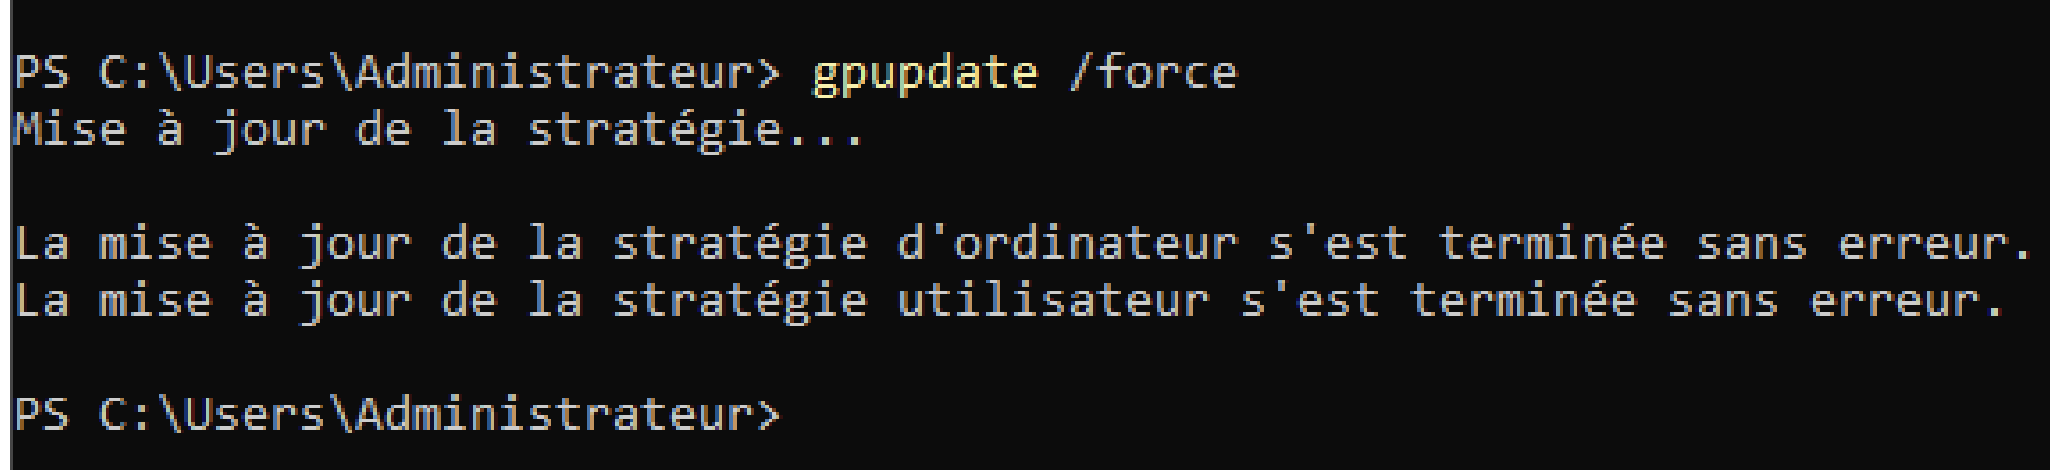 PS C:\Users\Administrateur> gpupdate /force
Mise à jour de la stratégie...
La mise à jour de la stratégie d'ordinateur s'est terminée sans erreur.
La mise à jour de la stratégie utilisateur s'est terminée sans erreur.
PS C:\Users\Administrateur>